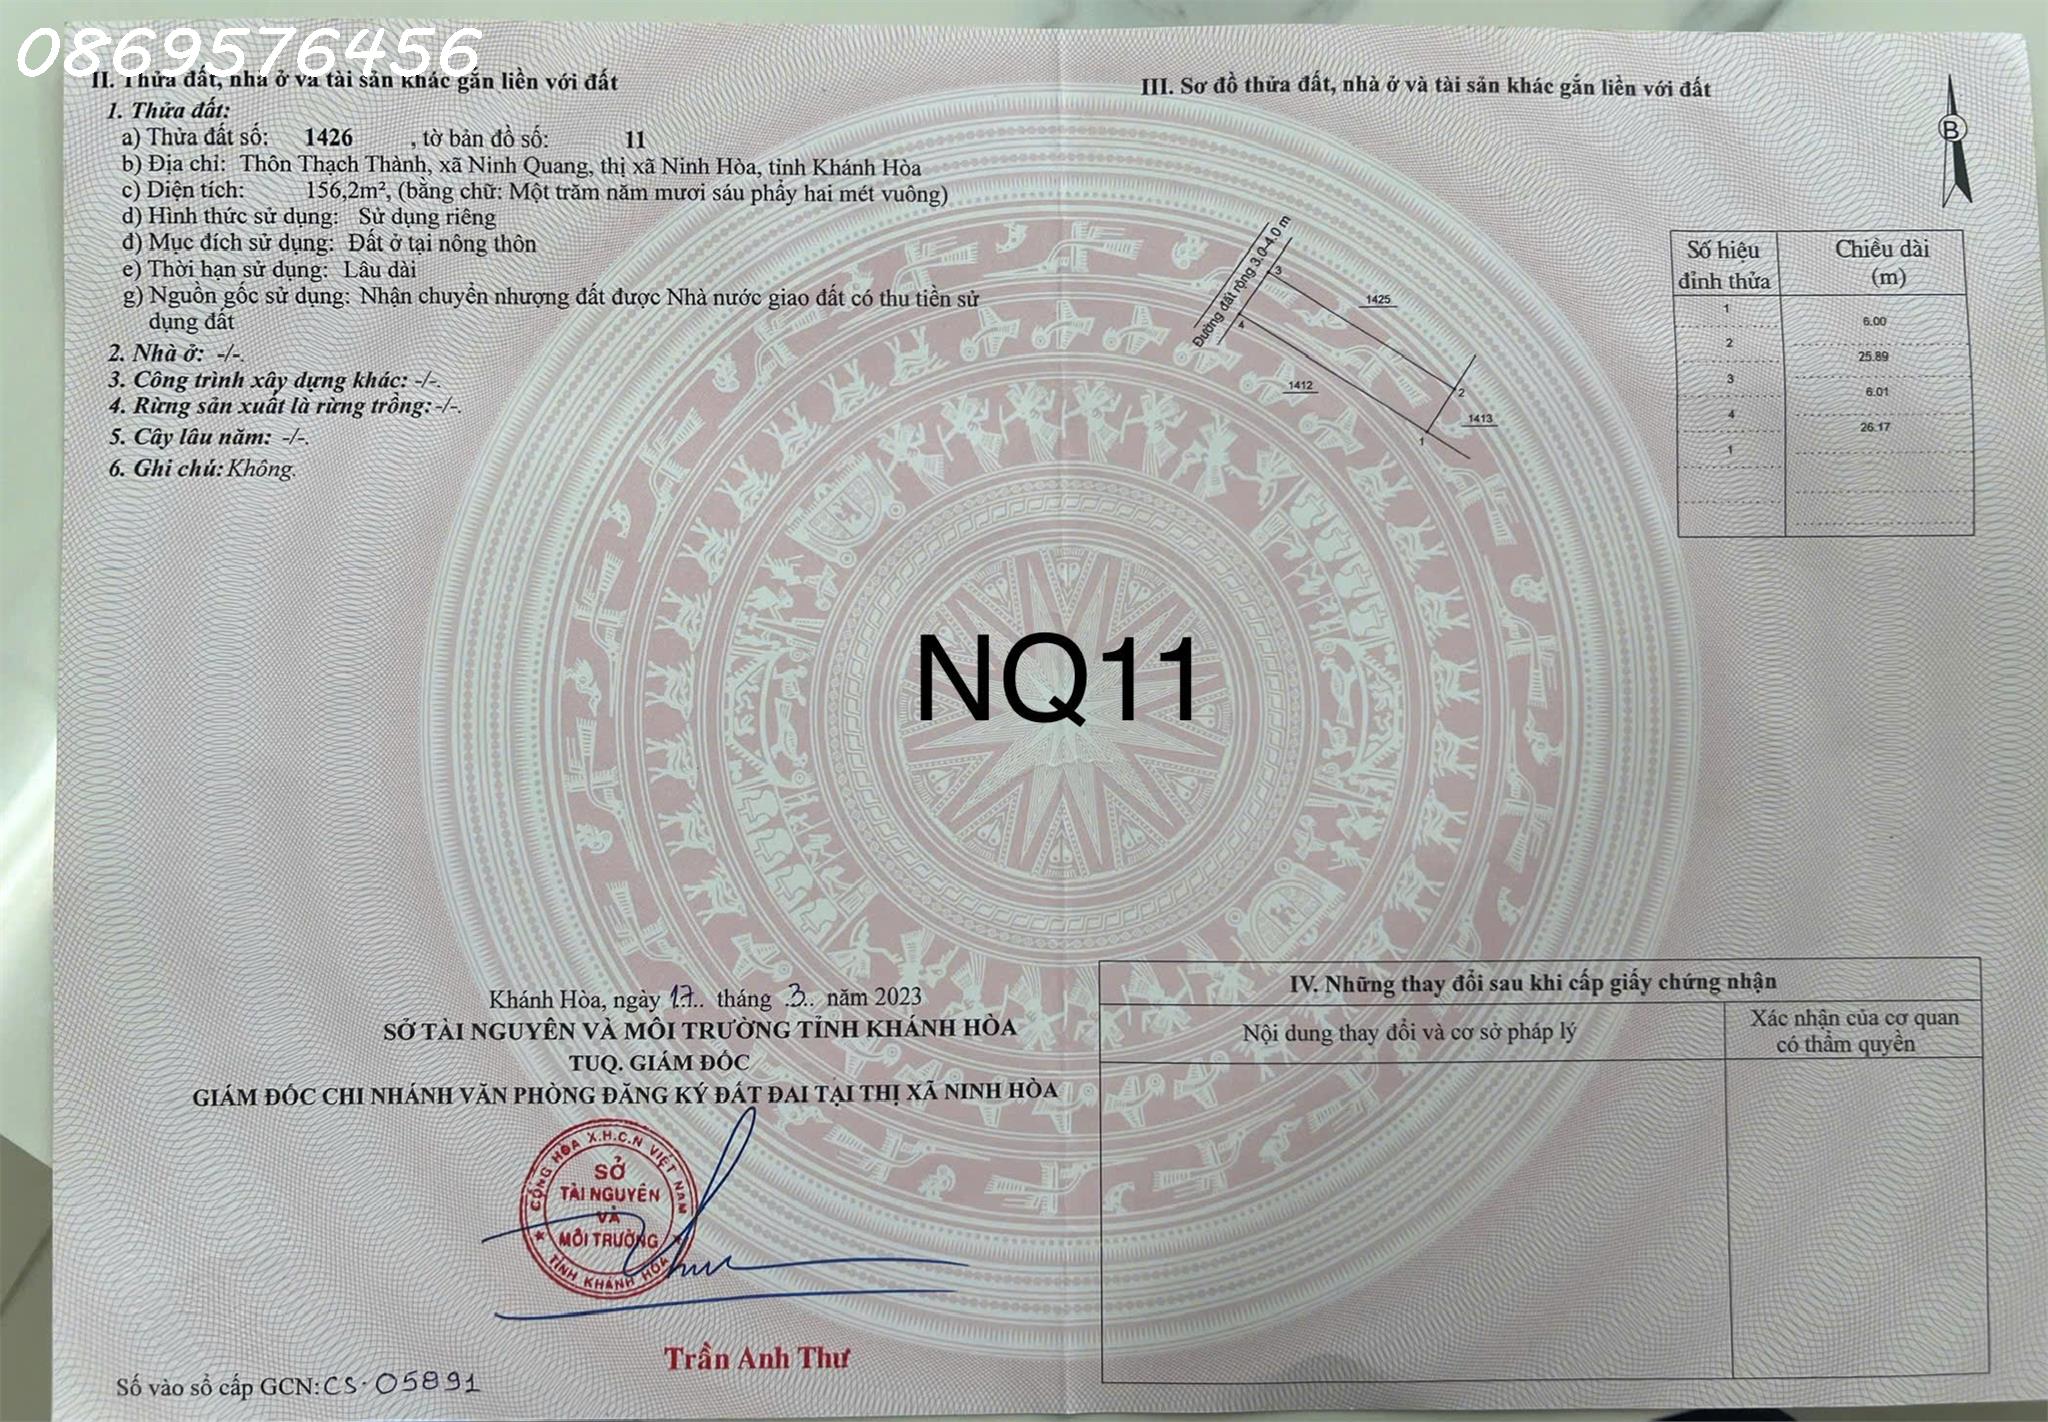 0869576456
II. Thửa đất, nhà ở và tài sản khác gắn liền với đất
1. Thửa đất:
a) Thửa đất số: 1426 , tờ bản đồ số: 11
b) Địa chỉ: Thôn Thạch Thành, xã Ninh Quang, thị xã Ninh Hòa, tỉnh Khánh Hòa
c) Diện tích: 156,2m², (bằng chữ: Một trăm năm mươi sáu phẩy hai mét vuông)
d) Hình thức sử dụng: Sử dụng riêng
đ) Mục đích sử dụng: Đất ở tại nông thôn
e) Thời hạn sử dụng: Lâu dài
g) Nguồn gốc sử dụng: Nhận chuyển nhượng đất được Nhà nước giao đất có thu tiền sử
dụng đất
2. Nhà ở: -/-.
3. Công trình xây dựng khác: -/-.
4. Rừng sản xuất là rừng trồng: -/-.
5. Cây lâu năm: -/-.
6. Ghi chú: Không.
III. Sơ đồ thửa đất, nhà ở và tài sản khác gắn liền với đất
B
Đường đất rộng 3.0-4.0 m
3
1425
4
1412
2
1413
1
Số hiệu đỉnh thửa
Chiều dài (m)
1
6.00
2
25.89
3
6.01
4
26.17
1
NQ11
Khánh Hòa, ngày 17.. tháng .3.. năm 2023
SỞ TÀI NGUYÊN VÀ MÔI TRƯỜNG TỈNH KHÁNH HÒA
TUQ. GIÁM ĐỐC
GIÁM ĐỐC CHI NHÁNH VĂN PHÒNG ĐĂNG KÝ ĐẤT ĐAI TẠI THỊ XÃ NINH HÒA
CỘNG HÒA X.H.C.N VIỆT NAM
SỞ
TÀI NGUYÊN
VÀ
MÔI TRƯỜNG
TỈNH KHÁNH HÒA
Trần Anh Thư
Số vào sổ cấp GCN: CS.05891
IV. Những thay đổi sau khi cấp giấy chứng nhận
Nội dung thay đổi và cơ sở pháp lý
Xác nhận của cơ quan
có thẩm quyền